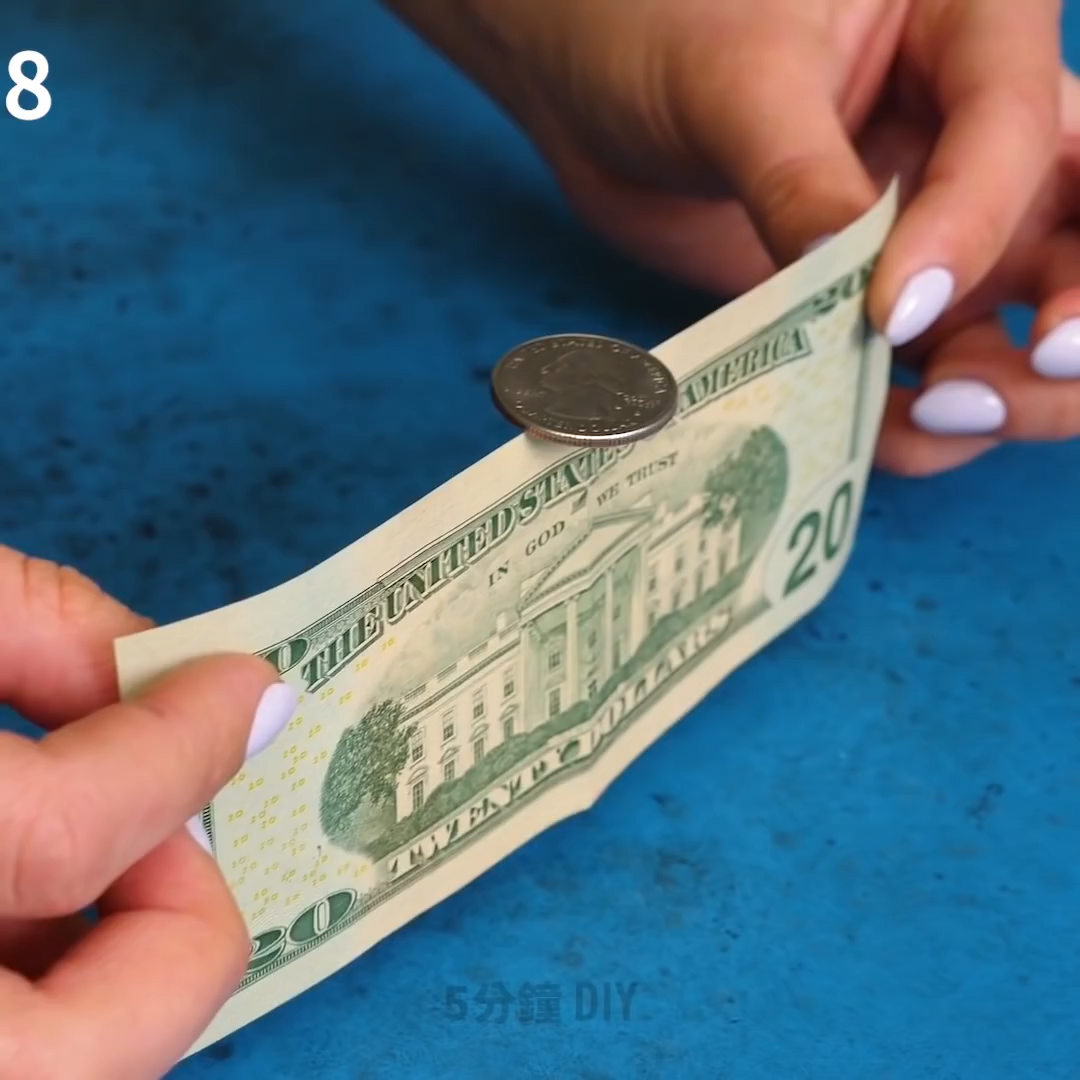 8
THE UNITED STATES AMERICA
IN GOD WE TRUST
20
TWENTY DOLLARS
20
5分鐘 DIY